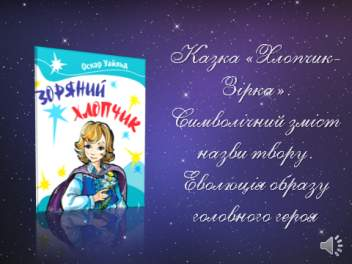 Оскар Уайльд
ЗОРЯНИЙ
ХЛОПЧИК
Казка «Хлопчик-
Зірка».
Символічний зміст
назви твору.
Еволюція образу
головного героя